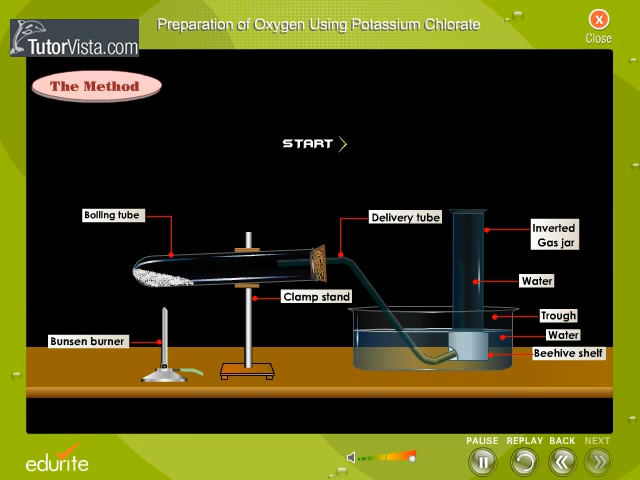 Preparation of Oxygen Using Potassium Chlorate
Close
TutorVista.com
The Method
START
Boiling tube
Delivery tube
Inverted
Gas jar
Water
Clamp stand
Trough
Water
Bunsen burner
Beehive shelf
PAUSE REPLAY BACK NEXT
edurite